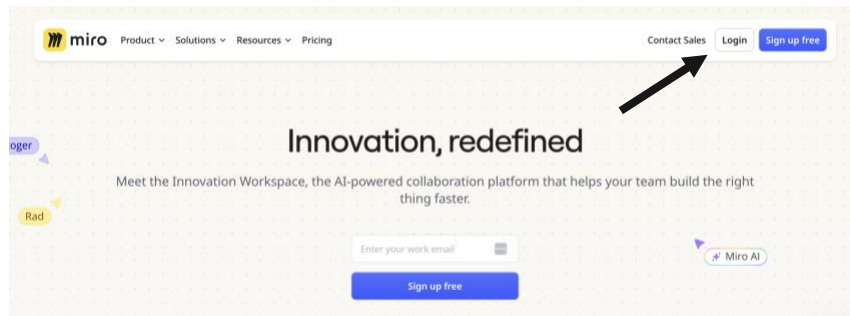 miro Product Solutions Resources Pricing Contact Sales Login Sign up free
Innovation, redefined
Meet the Innovation Workspace, the AI-powered collaboration platform that helps your team build the right
thing faster.
Rad
Enter your work email
Miro AI
Sign up free